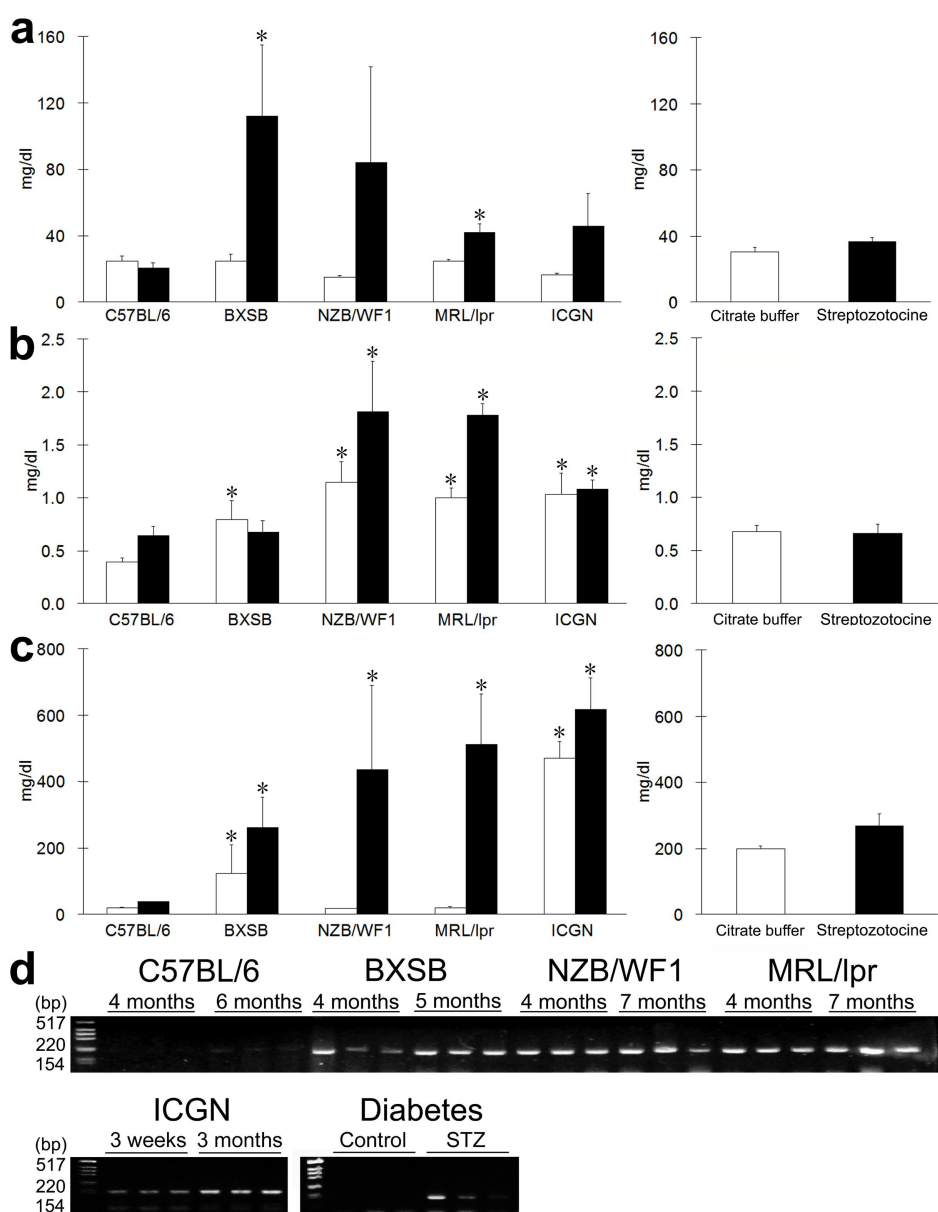 a
160
120
80
40
0
mg/dl
* *
C57BL/6 BXSB NZB/WF1 MRL/lpr ICGN
160
120
80
40
0
mg/dl
Citrate buffer Streptozotocine
b
2.5
2.0
1.5
1.0
0.5
0.0
mg/dl
* * * * * * *
C57BL/6 BXSB NZB/WF1 MRL/lpr ICGN
2.5
2.0
1.5
1.0
0.5
0.0
mg/dl
Citrate buffer Streptozotocine
c
800
600
400
200
0
mg/dl
* * * * * *
C57BL/6 BXSB NZB/WF1 MRL/lpr ICGN
800
600
400
200
0
mg/dl
Citrate buffer Streptozotocine
d
C57BL/6 BXSB NZB/WF1 MRL/lpr
(bp) 4 months 6 months 4 months 5 months 4 months 7 months 4 months 7 months
517
220
154
ICGN Diabetes
(bp) 3 weeks 3 months Control STZ
517
220
154